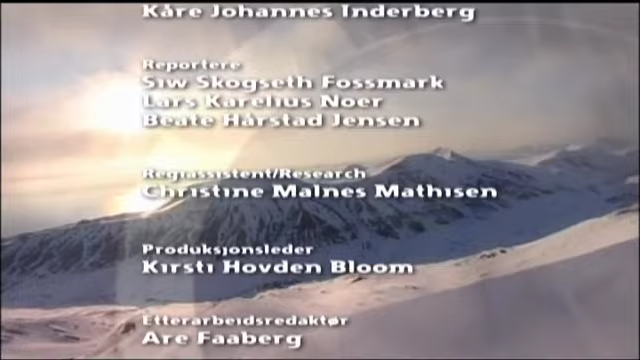 Kåre Johannes Inderberg
Reportere
Siw Skogseth Fossmark
Lars Karelius Noer
Beate Hårstad Jensen
Regiassistent/Research
Christine Malnes Mathisen
Produksjonsleder
Kirsti Hovden Bloom
Etterarbeidsredaktør
Are Faaberg